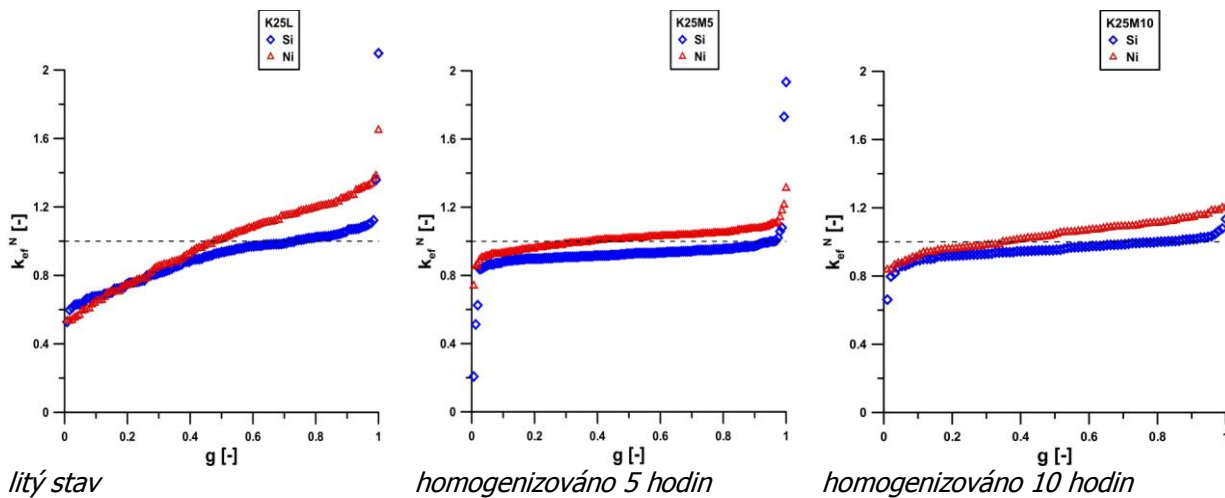 K25L
Si
Ni
2
1.6
1.2
0.8
0.4
0
k_ef^N [-]
0 0.2 0.4 0.6 0.8 1
g [-]
litý stav
K25M5
Si
Ni
2
1.6
1.2
0.8
0.4
0
k_ef^N [-]
0 0.2 0.4 0.6 0.8 1
g [-]
homogenizováno 5 hodin
K25M10
Si
Ni
2
1.6
1.2
0.8
0.4
0
k_ef^N [-]
0 0.2 0.4 0.6 0.8 1
g [-]
homogenizováno 10 hodin